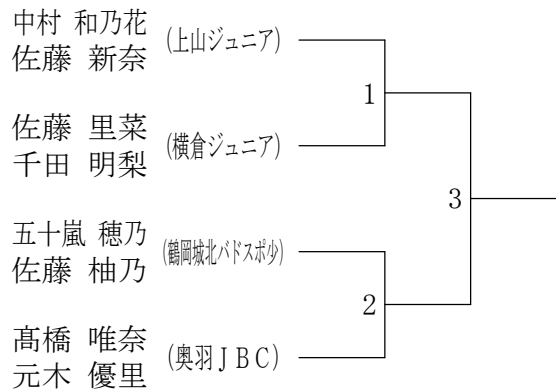 中村 和乃花
佐藤 新奈
(上山ジュニア)
1
佐藤 里菜
千田 明梨
(横倉ジュニア)
3
五十嵐 穂乃
佐藤 柚乃
(鶴岡城北バドスポ少)
2
髙橋 唯奈
元木 優里
(奥羽ＪＢＣ)